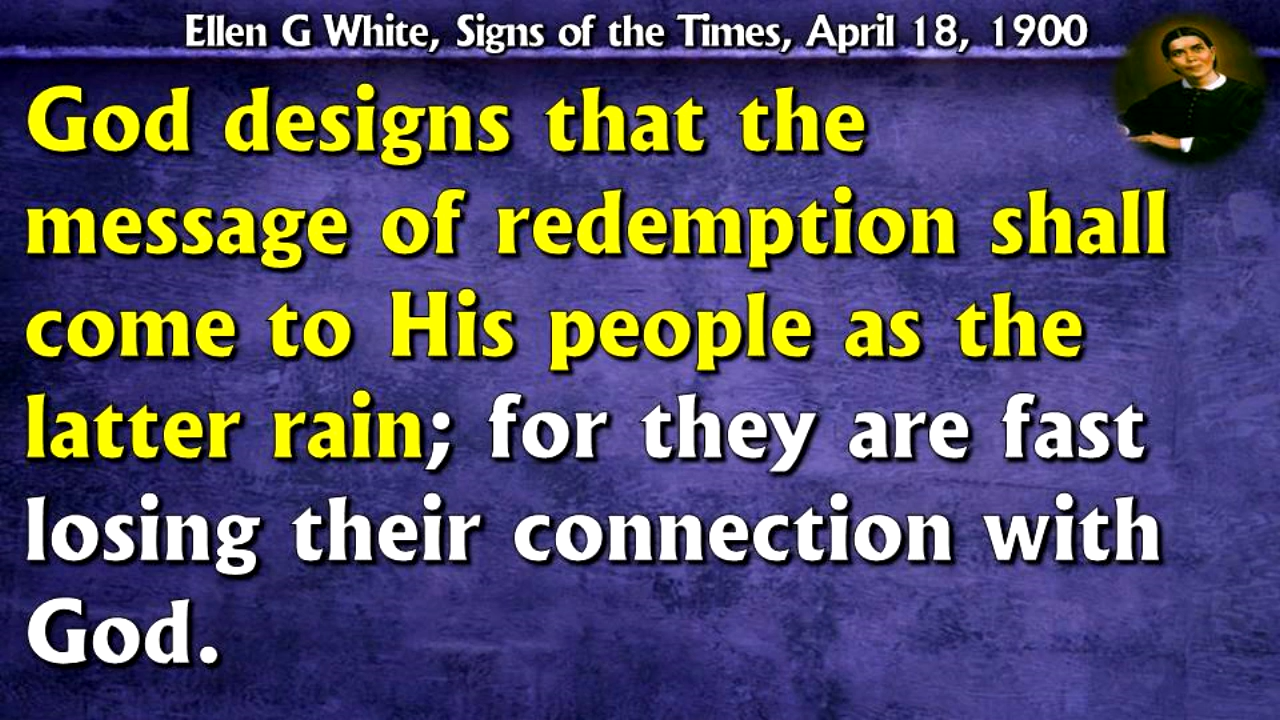 Ellen G White, Signs of the Times, April 18, 1900
God designs that the
message of redemption shall
come to His people as the
latter rain; for they are fast
losing their connection with
God.